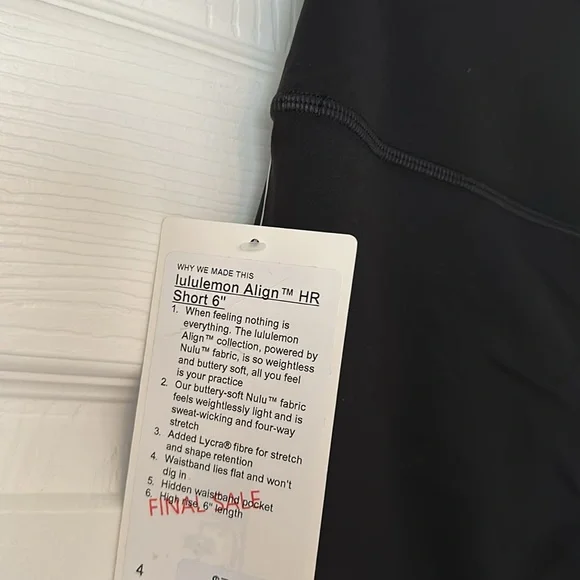 WHY WE MADE THIS
lululemon Align™ HR
Short 6"
1. When feeling nothing is
everything. The lululemon
Align™ collection, powered by
Nulu™ fabric, is so weightless
and buttery soft, all you feel
is your practice
2. Our buttery-soft Nulu™ fabric
feels weightlessly light and is
sweat-wicking and four-way
stretch
3. Added Lycra® fibre for stretch
and shape retention
4. Waistband lies flat and won't
dig in
5. Hidden waistband pocket
6. High rise, 6" length
FINAL SALE
4